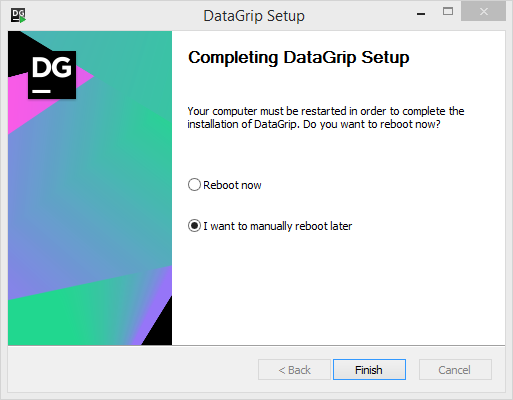 DG
DataGrip Setup
DG
Completing DataGrip Setup
Your computer must be restarted in order to complete the
installation of DataGrip. Do you want to reboot now?
Reboot now
I want to manually reboot later
< Back
Finish
Cancel